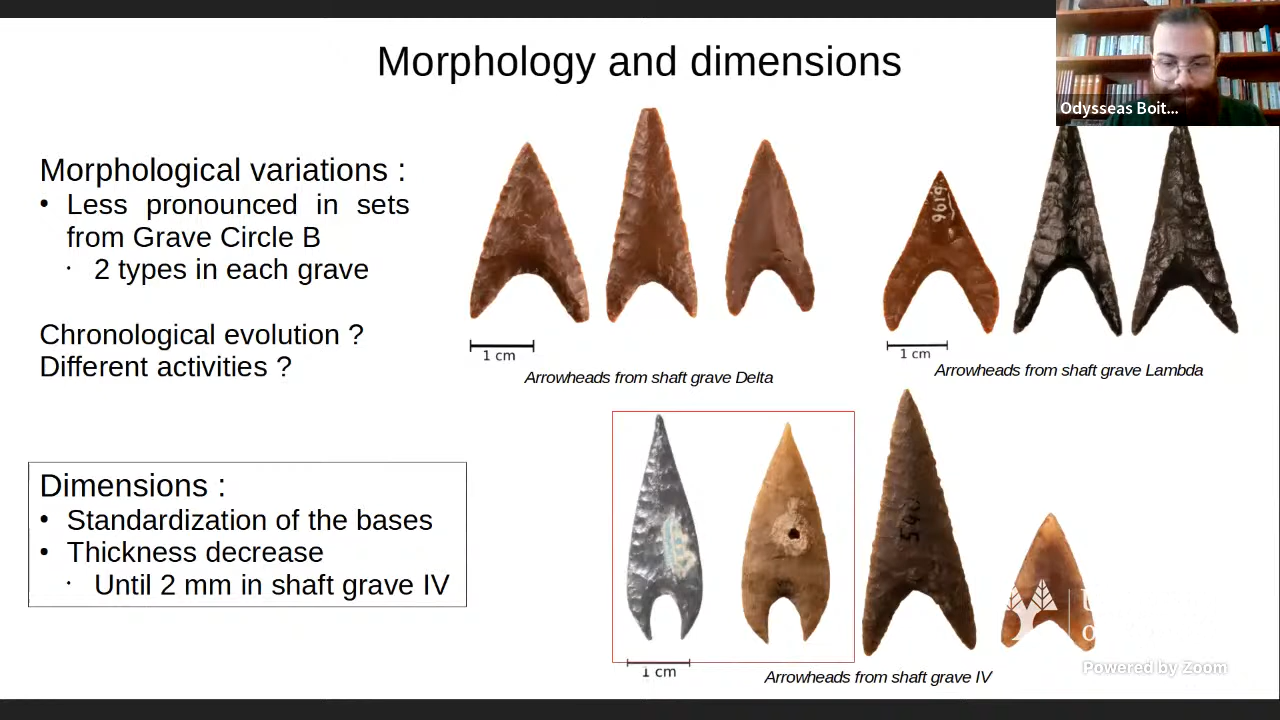 Morphology and dimensions
Odysseas Boit...
Morphological variations :
• Less pronounced in sets
from Grave Circle B
· 2 types in each grave
Chronological evolution ?
Different activities ?
9619
1 cm
1 cm
Arrowheads from shaft grave Delta
Arrowheads from shaft grave Lambda
Dimensions :
• Standardization of the bases
• Thickness decrease
· Until 2 mm in shaft grave IV
540
1 cm
Arrowheads from shaft grave IV
Powered by Zoom